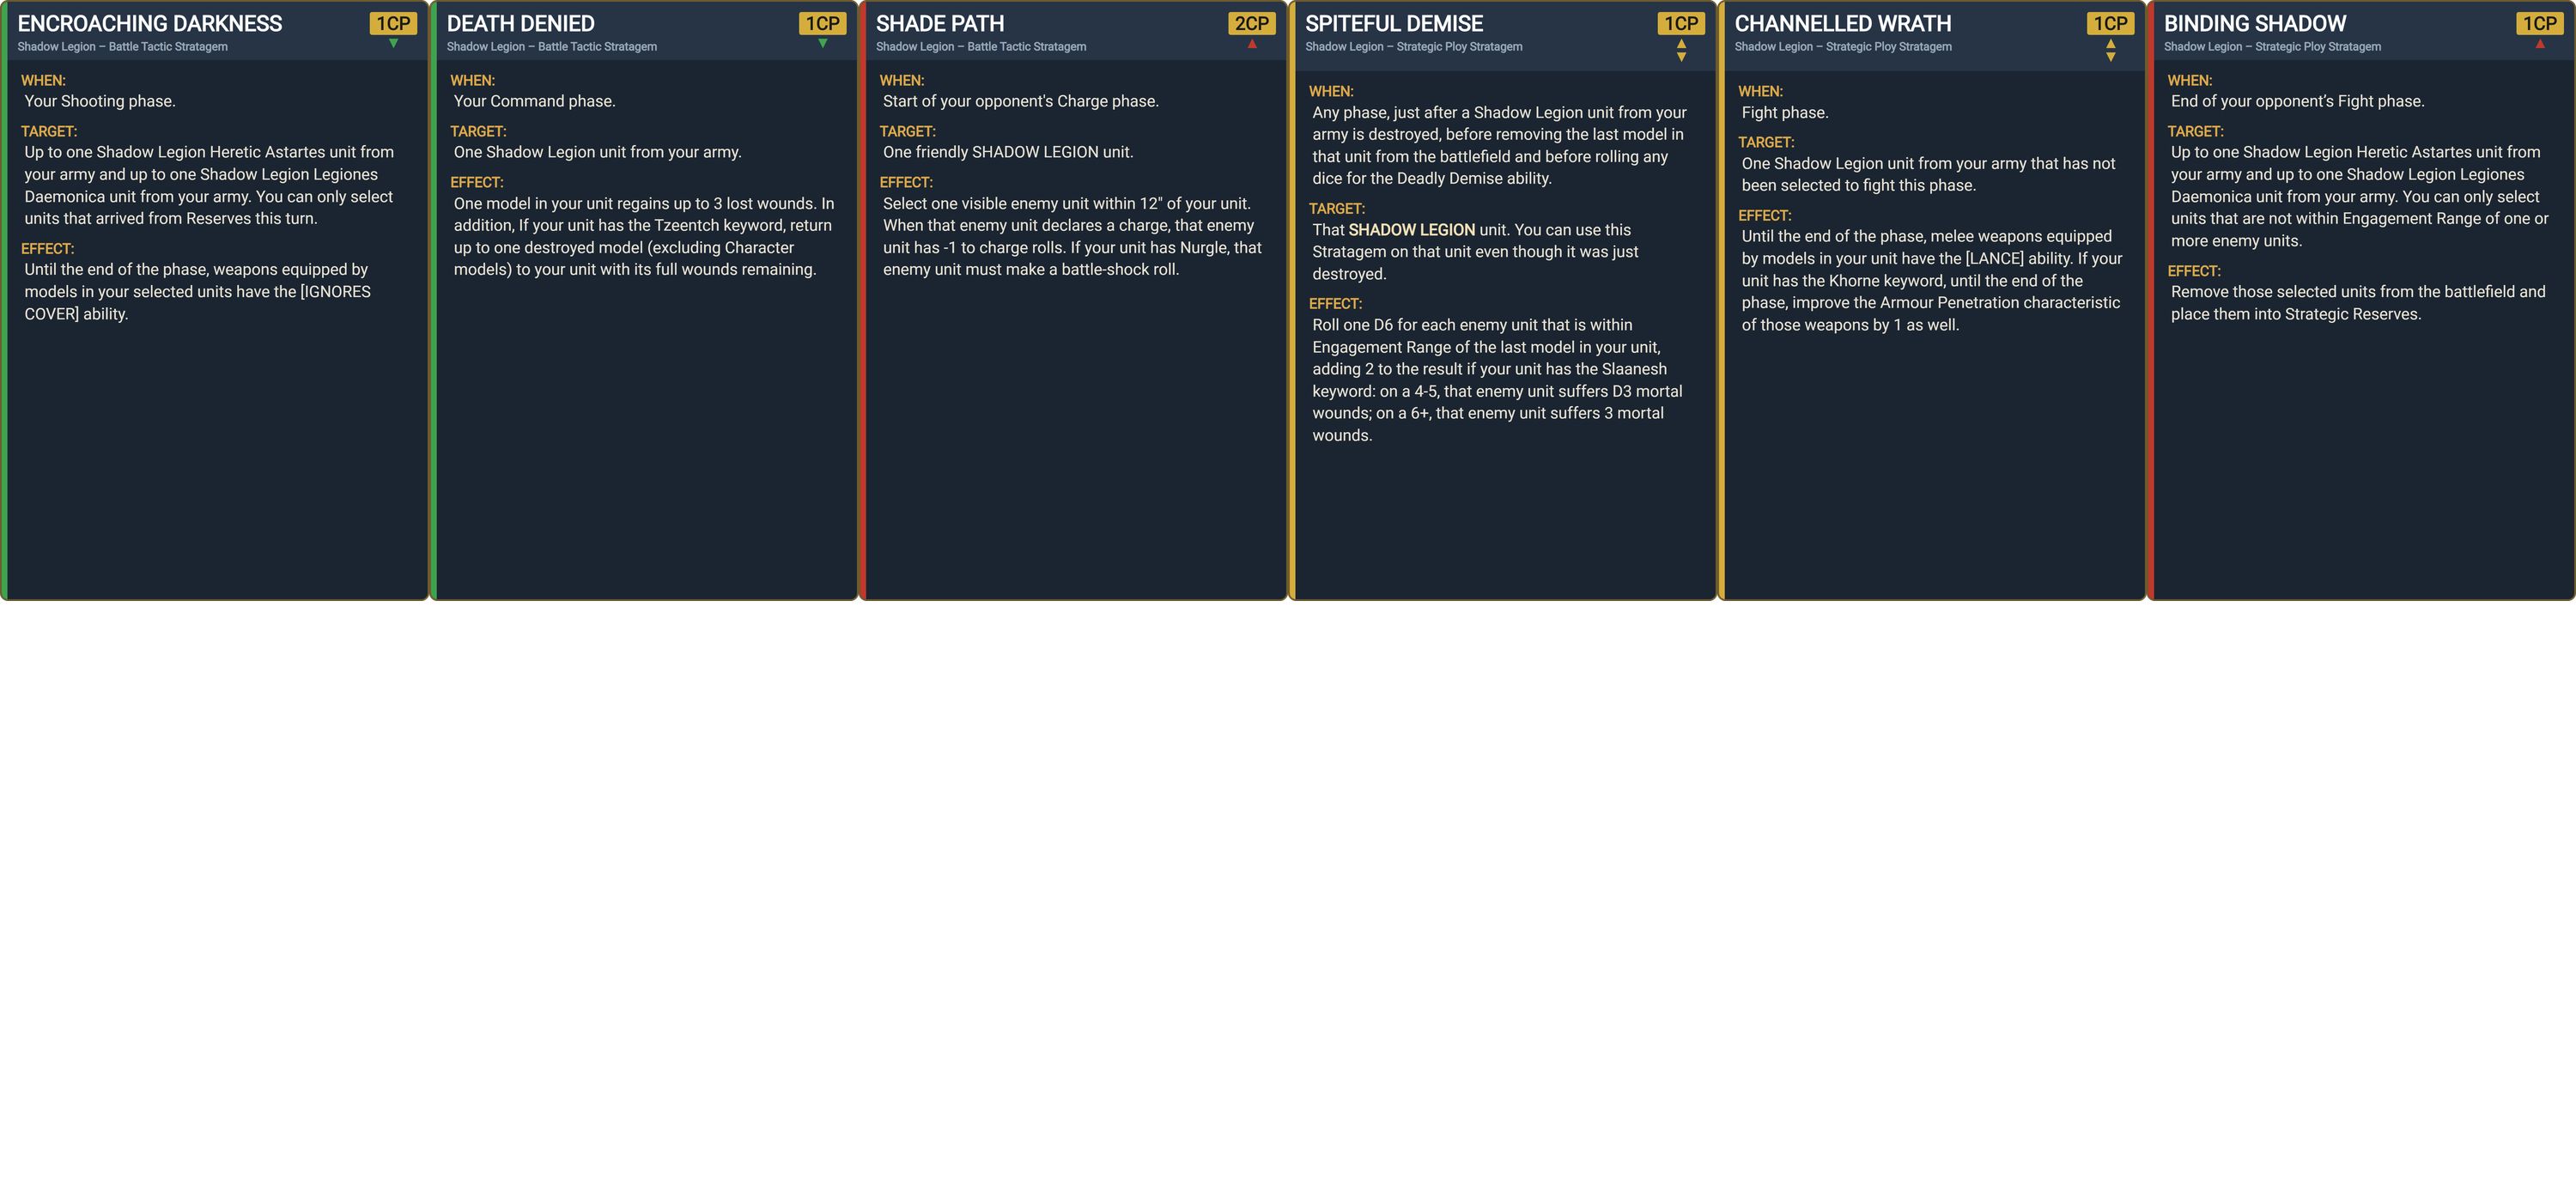 ENCROACHING DARKNESS
1CP
Shadow Legion – Battle Tactic Stratagem
WHEN:
Your Shooting phase.
TARGET:
Up to one Shadow Legion Heretic Astartes unit from
your army and up to one Shadow Legion Legiones
Daemonica unit from your army. You can only select
units that arrived from Reserves this turn.
EFFECT:
Until the end of the phase, weapons equipped by
models in your selected units have the [IGNORES
COVER] ability.
DEATH DENIED
1CP
Shadow Legion – Battle Tactic Stratagem
WHEN:
Your Command phase.
TARGET:
One Shadow Legion unit from your army.
EFFECT:
One model in your unit regains up to 3 lost wounds. In
addition, If your unit has the Tzeentch keyword, return
up to one destroyed model (excluding Character
models) to your unit with its full wounds remaining.
SHADE PATH
2CP
Shadow Legion – Battle Tactic Stratagem
WHEN:
Start of your opponent's Charge phase.
TARGET:
One friendly SHADOW LEGION unit.
EFFECT:
Select one visible enemy unit within 12" of your unit.
When that enemy unit declares a charge, that enemy
unit has -1 to charge rolls. If your unit has Nurgle, that
enemy unit must make a battle-shock roll.
SPITEFUL DEMISE
1CP
Shadow Legion – Strategic Ploy Stratagem
WHEN:
Any phase, just after a Shadow Legion unit from your
army is destroyed, before removing the last model in
that unit from the battlefield and before rolling any
dice for the Deadly Demise ability.
TARGET:
That SHADOW LEGION unit. You can use this
Stratagem on that unit even though it was just
destroyed.
EFFECT:
Roll one D6 for each enemy unit that is within
Engagement Range of the last model in your unit,
adding 2 to the result if your unit has the Slaanesh
keyword: on a 4-5, that enemy unit suffers D3 mortal
wounds; on a 6+, that enemy unit suffers 3 mortal
wounds.
CHANNELLED WRATH
1CP
Shadow Legion – Strategic Ploy Stratagem
WHEN:
Fight phase.
TARGET:
One Shadow Legion unit from your army that has not
been selected to fight this phase.
EFFECT:
Until the end of the phase, melee weapons equipped
by models in your unit have the [LANCE] ability. If your
unit has the Khorne keyword, until the end of the
phase, improve the Armour Penetration characteristic
of those weapons by 1 as well.
BINDING SHADOW
1CP
Shadow Legion – Strategic Ploy Stratagem
WHEN:
End of your opponent’s Fight phase.
TARGET:
Up to one Shadow Legion Heretic Astartes unit from
your army and up to one Shadow Legion Legiones
Daemonica unit from your army. You can only select
units that are not within Engagement Range of one or
more enemy units.
EFFECT:
Remove those selected units from the battlefield and
place them into Strategic Reserves.